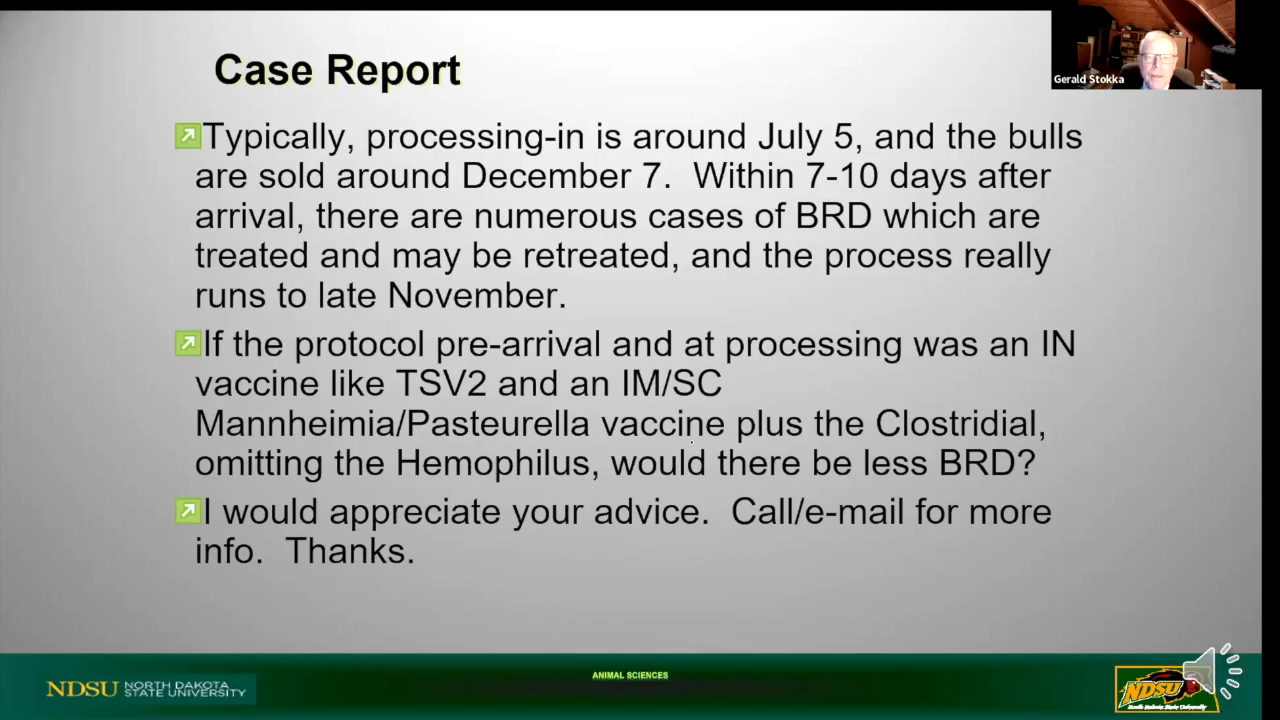 Case Report
Gerald Stokka
Typically, processing-in is around July 5, and the bulls
are sold around December 7. Within 7-10 days after
arrival, there are numerous cases of BRD which are
treated and may be retreated, and the process really
runs to late November.
If the protocol pre-arrival and at processing was an IN
vaccine like TSV2 and an IM/SC
Mannheimia/Pasteurella vaccine plus the Clostridial,
omitting the Hemophilus, would there be less BRD?
I would appreciate your advice. Call/e-mail for more
info. Thanks.
ANIMAL SCIENCES
NDSU NORTH DAKOTA
STATE UNIVERSITY
NDSU
North Dakota State University